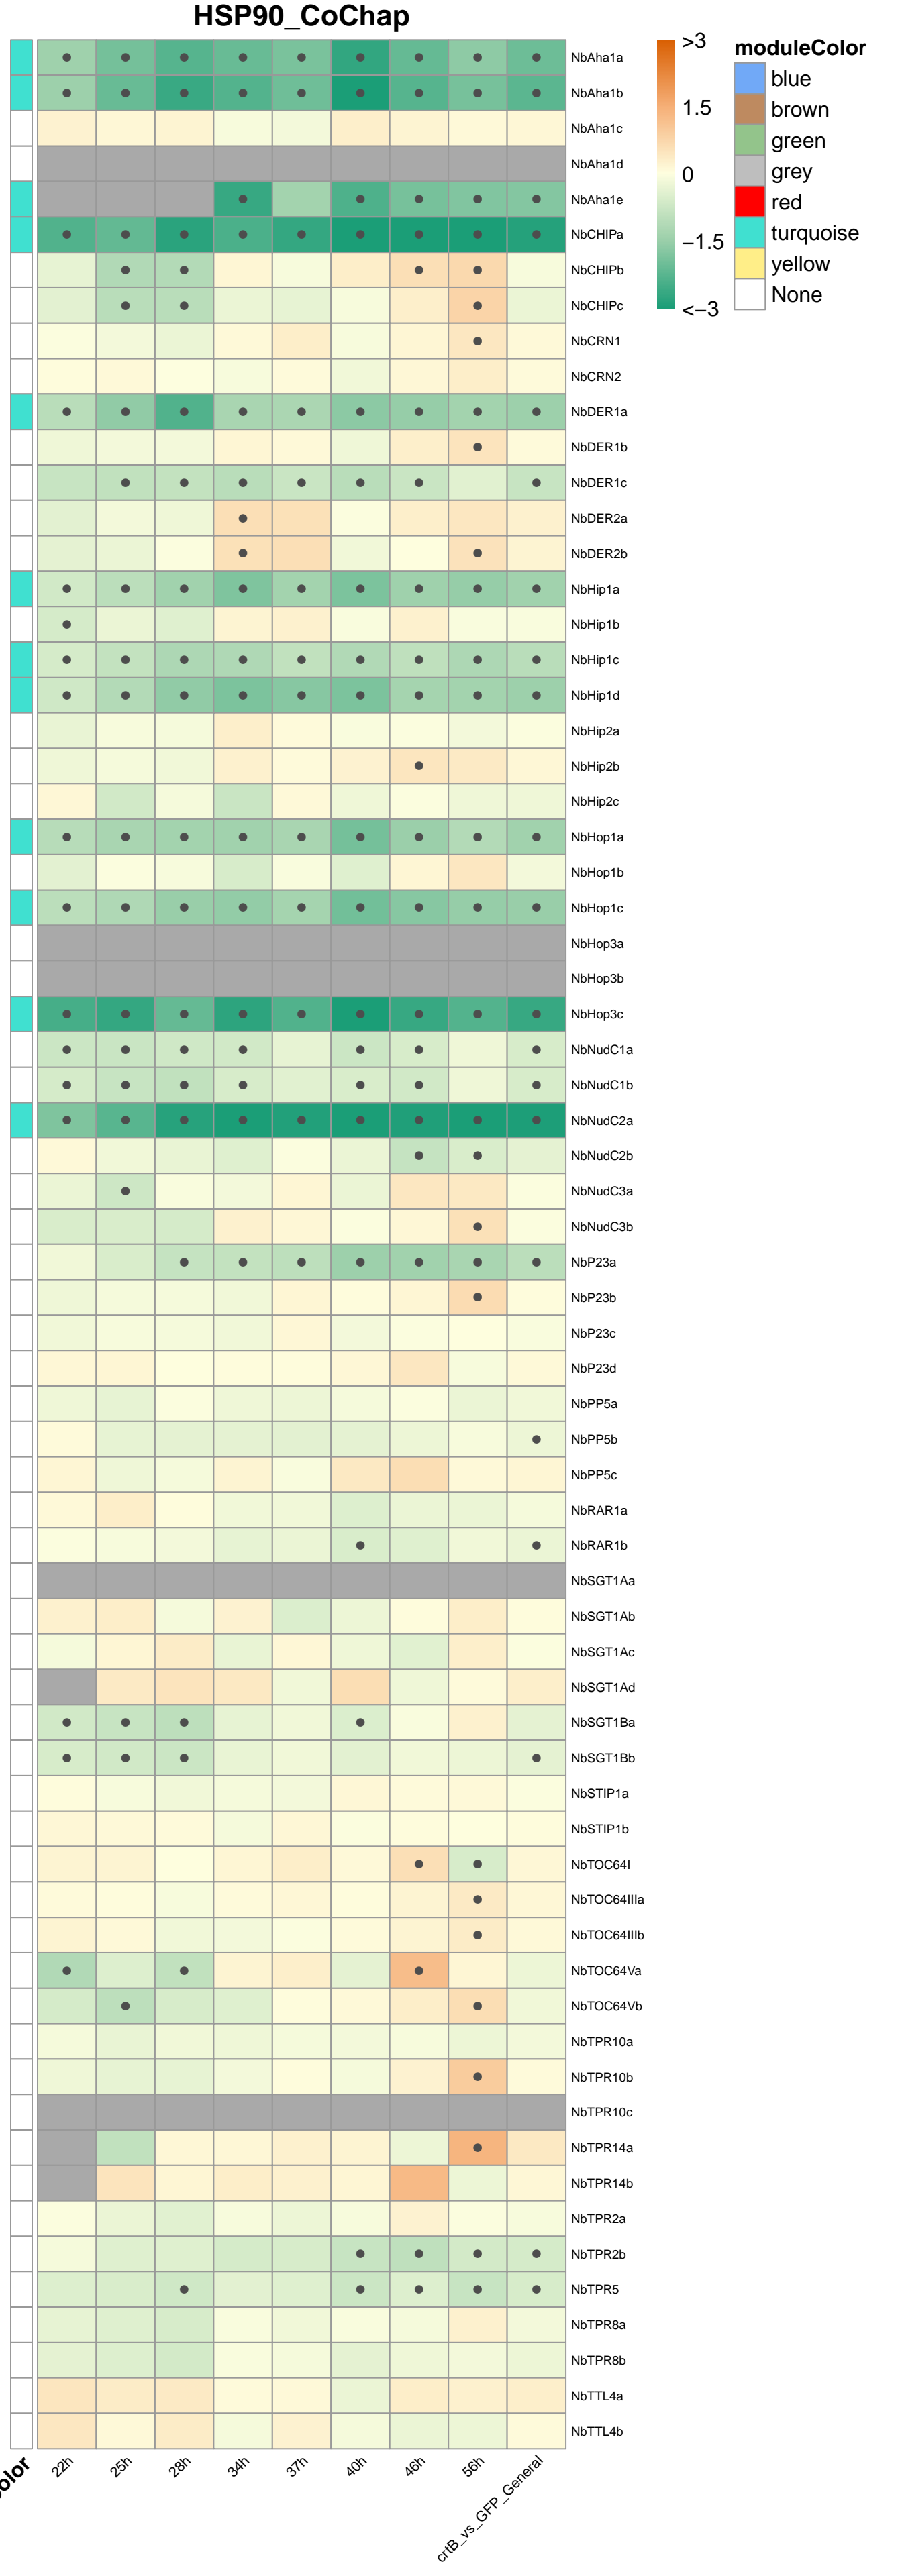 HSP90_CoChap
>3
1.5
0
−1.5
<−3
moduleColor
blue
brown
green
grey
red
turquoise
yellow
None
NbAha1a
NbAha1b
NbAha1c
NbAha1d
NbAha1e
NbCHIPa
NbCHIPb
NbCHIPc
NbCRN1
NbCRN2
NbDER1a
NbDER1b
NbDER1c
NbDER2a
NbDER2b
NbHip1a
NbHip1b
NbHip1c
NbHip1d
NbHip2a
NbHip2b
NbHip2c
NbHop1a
NbHop1b
NbHop1c
NbHop3a
NbHop3b
NbHop3c
NbNudC1a
NbNudC1b
NbNudC2a
NbNudC2b
NbNudC3a
NbNudC3b
NbP23a
NbP23b
NbP23c
NbP23d
NbPP5a
NbPP5b
NbPP5c
NbRAR1a
NbRAR1b
NbSGT1Aa
NbSGT1Ab
NbSGT1Ac
NbSGT1Ad
NbSGT1Ba
NbSGT1Bb
NbSTIP1a
NbSTIP1b
NbTOC64I
NbTOC64IIIa
NbTOC64IIIb
NbTOC64Va
NbTOC64Vb
NbTPR10a
NbTPR10b
NbTPR10c
NbTPR14a
NbTPR14b
NbTPR2a
NbTPR2b
NbTPR5
NbTPR8a
NbTPR8b
NbTTL4a
NbTTL4b
olor
22h
25h
28h
34h
37h
40h
46h
56h
crtB_vs_GFP_General